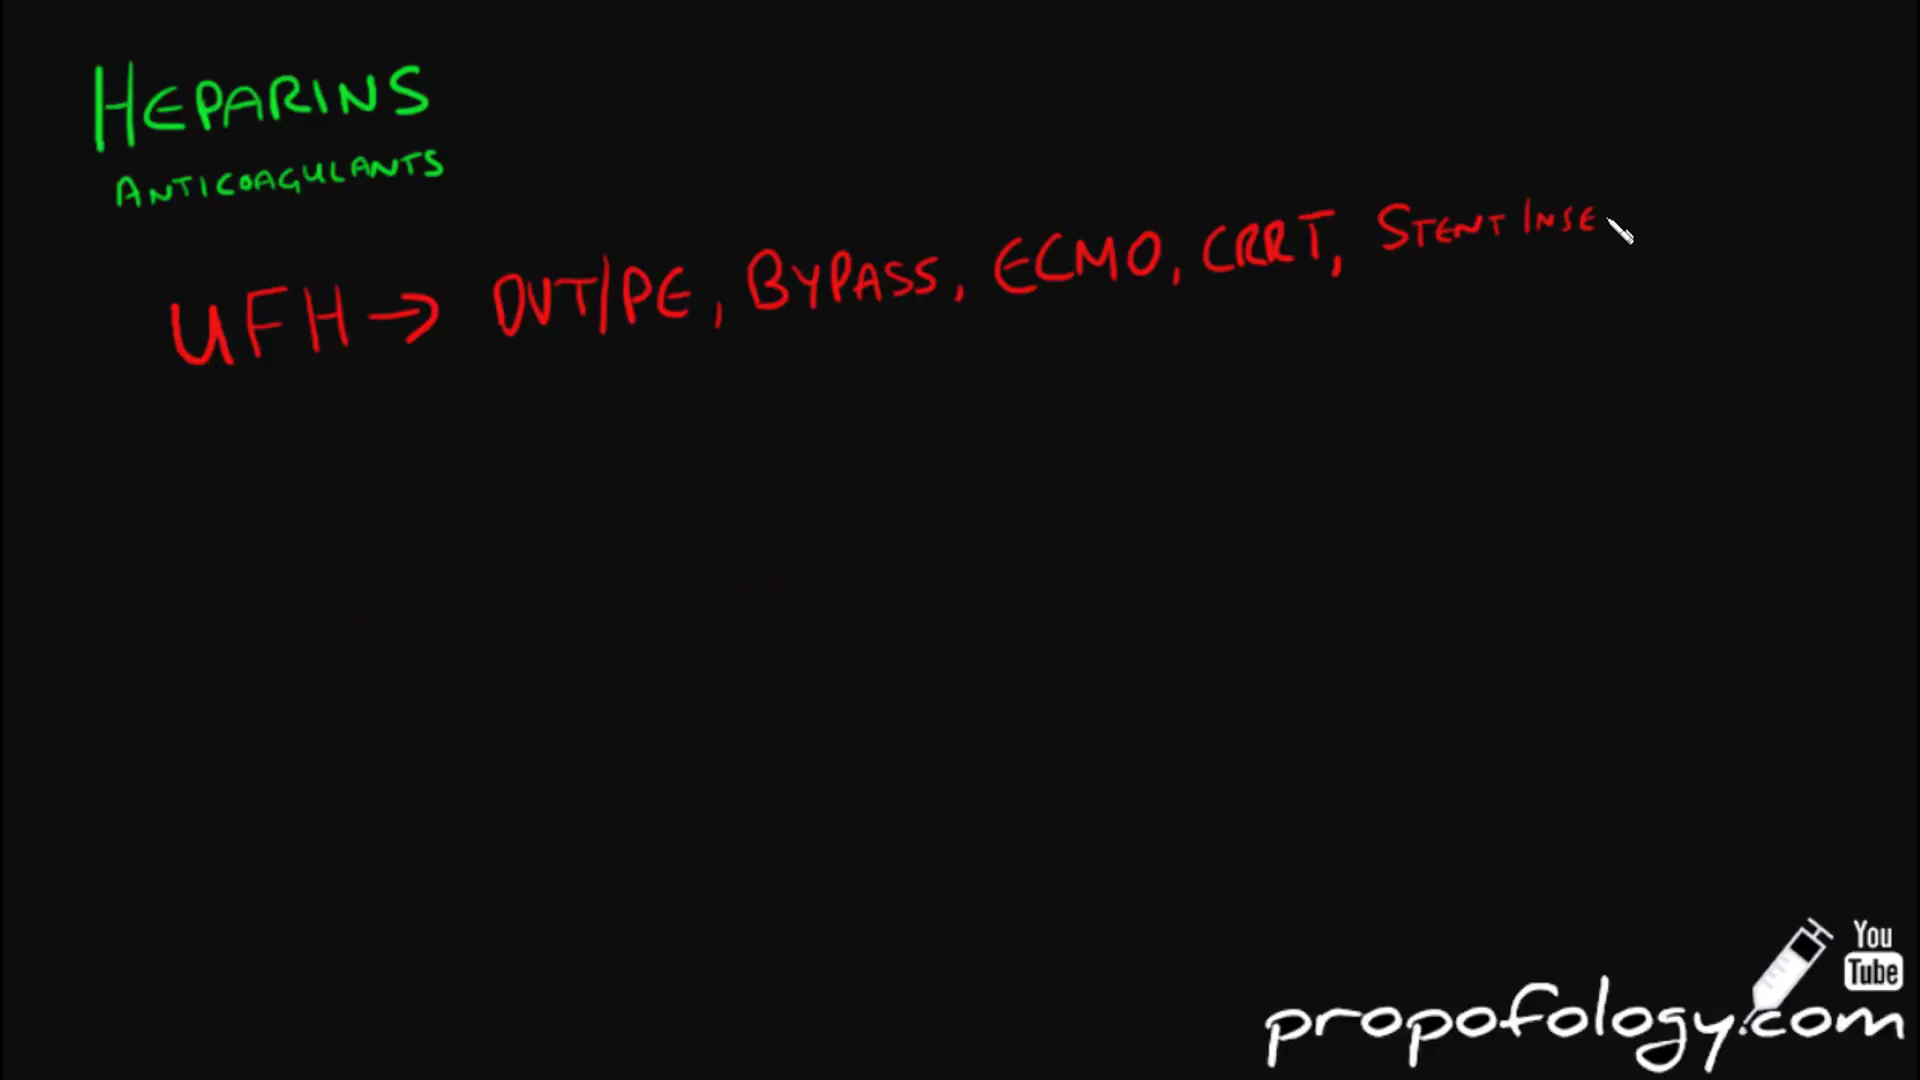 HEPARINS
ANTICOAGULANTS
UFH → DVT/PE, BYPASS, ECMO, CRRT, STENT INSE
You
Tube
propofology.com